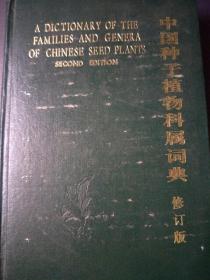 A DICTIONARY OF THE
FAMILIES AND GENERA
OF CHINESE SEED PLANTS
SECOND EDITION
中国种子植物科属词典
修订版